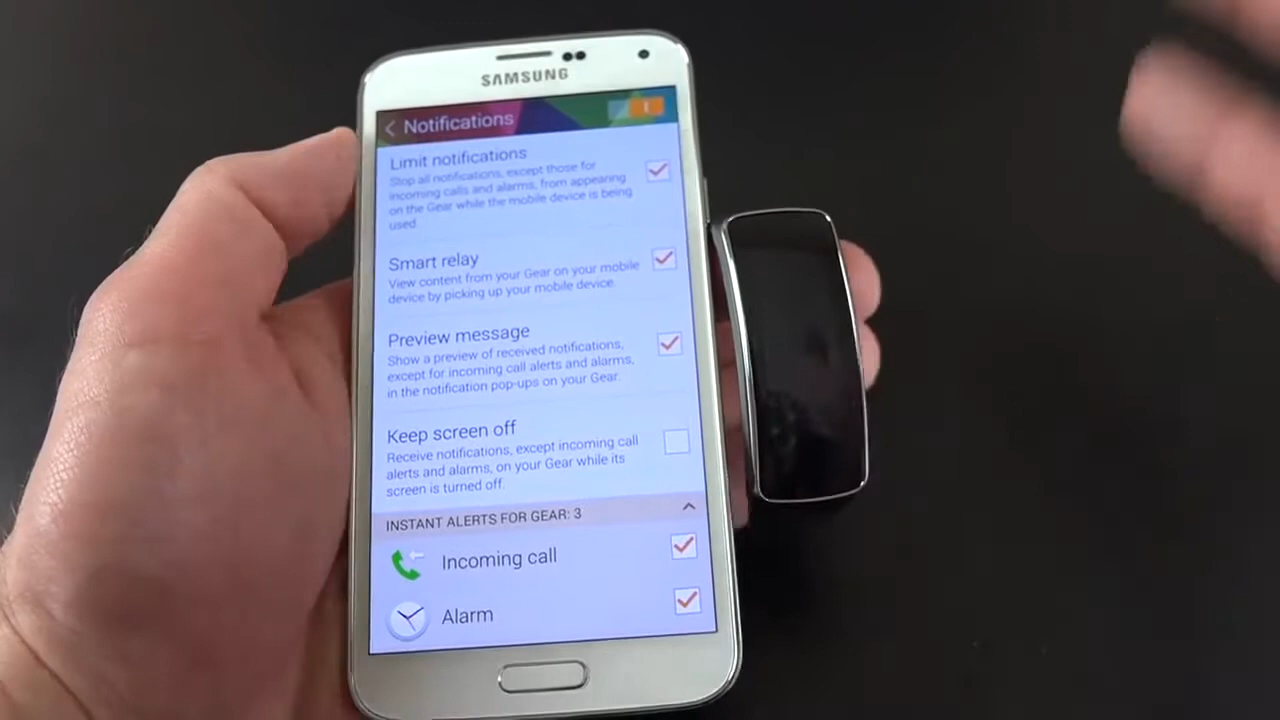 SAMSUNG
Notifications
Limit notifications
Stop all notifications, except those for
incoming calls and alarms, from appearing
on the Gear while the mobile device is being
used.
Smart relay
View content from your Gear on your mobile
device by picking up your mobile device.
Preview message
Show a preview of received notifications,
except for incoming call alerts and alarms,
in the notification pop-ups on your Gear.
Keep screen off
Receive notifications, except incoming call
alerts and alarms, on your Gear while its
screen is turned off.
INSTANT ALERTS FOR GEAR: 3
Incoming call
Alarm